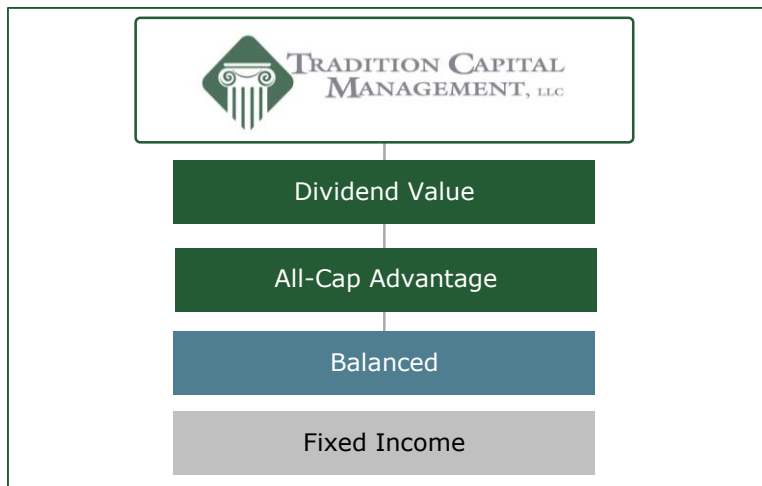 TRADITION CAPITAL
MANAGEMENT, LLC
Dividend Value
All-Cap Advantage
Balanced
Fixed Income